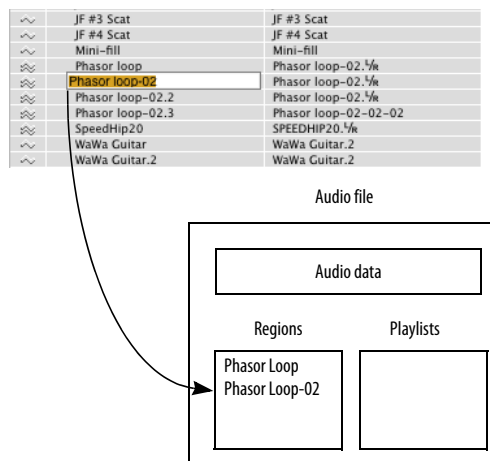 JF #3 Scat JF #3 Scat
JF #4 Scat JF #4 Scat
Mini-fill Mini-fill
Phasor loop Phasor loop-02.L/R
Phasor loop-02 Phasor loop-02.L/R
Phasor loop-02.2 Phasor loop-02.L/R
Phasor loop-02.3 Phasor loop-02-02-02
SpeedHip20 SPEEDHIP20.L/R
WaWa Guitar WaWa Guitar.2
WaWa Guitar.2 WaWa Guitar.2
Audio file
Audio data
Regions Playlists
Phasor Loop
Phasor Loop-02